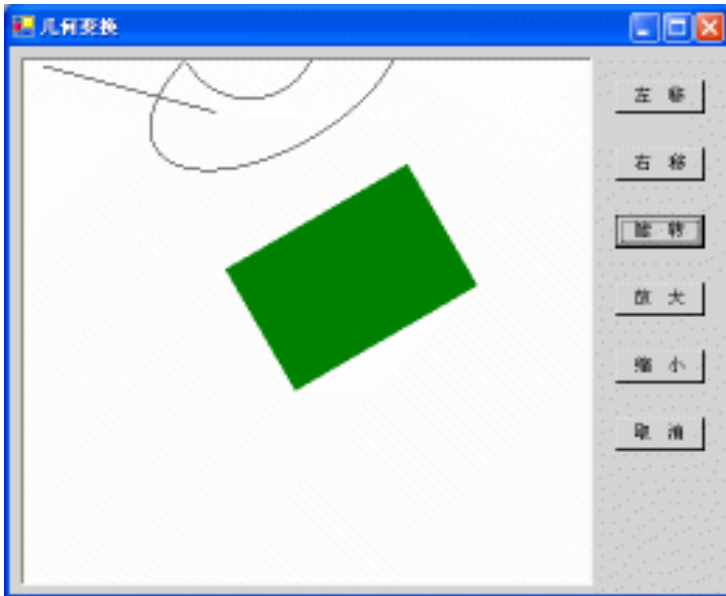 几何变换
左 移
右 移
旋 转
放 大
缩 小
取 消